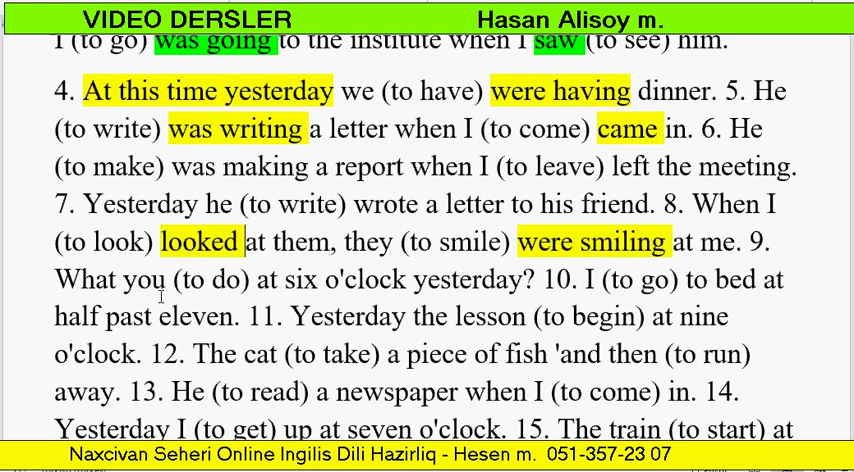 VIDEO DERSLER Hasan Alisoy m.
I (to go) was going to the institute when I saw (to see) him.
4. At this time yesterday we (to have) were having dinner. 5. He
(to write) was writing a letter when I (to come) came in. 6. He
(to make) was making a report when I (to leave) left the meeting.
7. Yesterday he (to write) wrote a letter to his friend. 8. When I
(to look) looked at them, they (to smile) were smiling at me. 9.
What you (to do) at six o'clock yesterday? 10. I (to go) to bed at
half past eleven. 11. Yesterday the lesson (to begin) at nine
o'clock. 12. The cat (to take) a piece of fish 'and then (to run)
away. 13. He (to read) a newspaper when I (to come) in. 14.
Yesterday I (to get) up at seven o'clock. 15. The train (to start) at
Naxcivan Seheri Online Ingilis Dili Hazirliq - Hesen m. 051-357-23 07